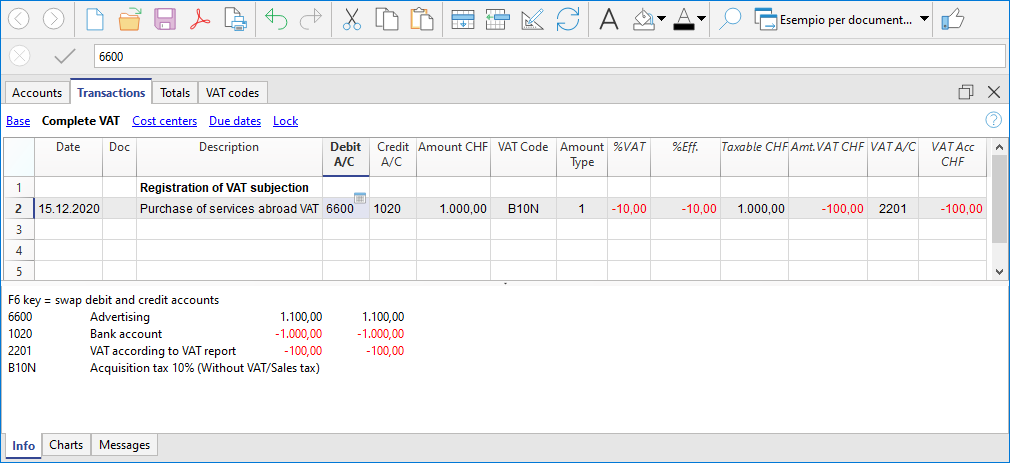 Esempio per document...
6600
Accounts Transactions Totals VAT codes
Base Complete VAT Cost centers Due dates Lock
Date Doc Description Debit A/C Credit A/C Amount CHF VAT Code Amount Type %VAT %Eff. Taxable CHF Amt.VAT CHF VAT A/C VAT Acc CHF
1 Registration of VAT subjection
2 15.12.2020 Purchase of services abroad VAT 6600 1020 1.000,00 B10N 1 -10,00 -10,00 1.000,00 -100,00 2201 -100,00
3
4
5
F6 key = swap debit and credit accounts
6600 Advertising 1.100,00 1.100,00
1020 Bank account -1.000,00 -1.000,00
2201 VAT according to VAT report -100,00 -100,00
B10N Acquisition tax 10% (Without VAT/Sales tax)
Info Charts Messages